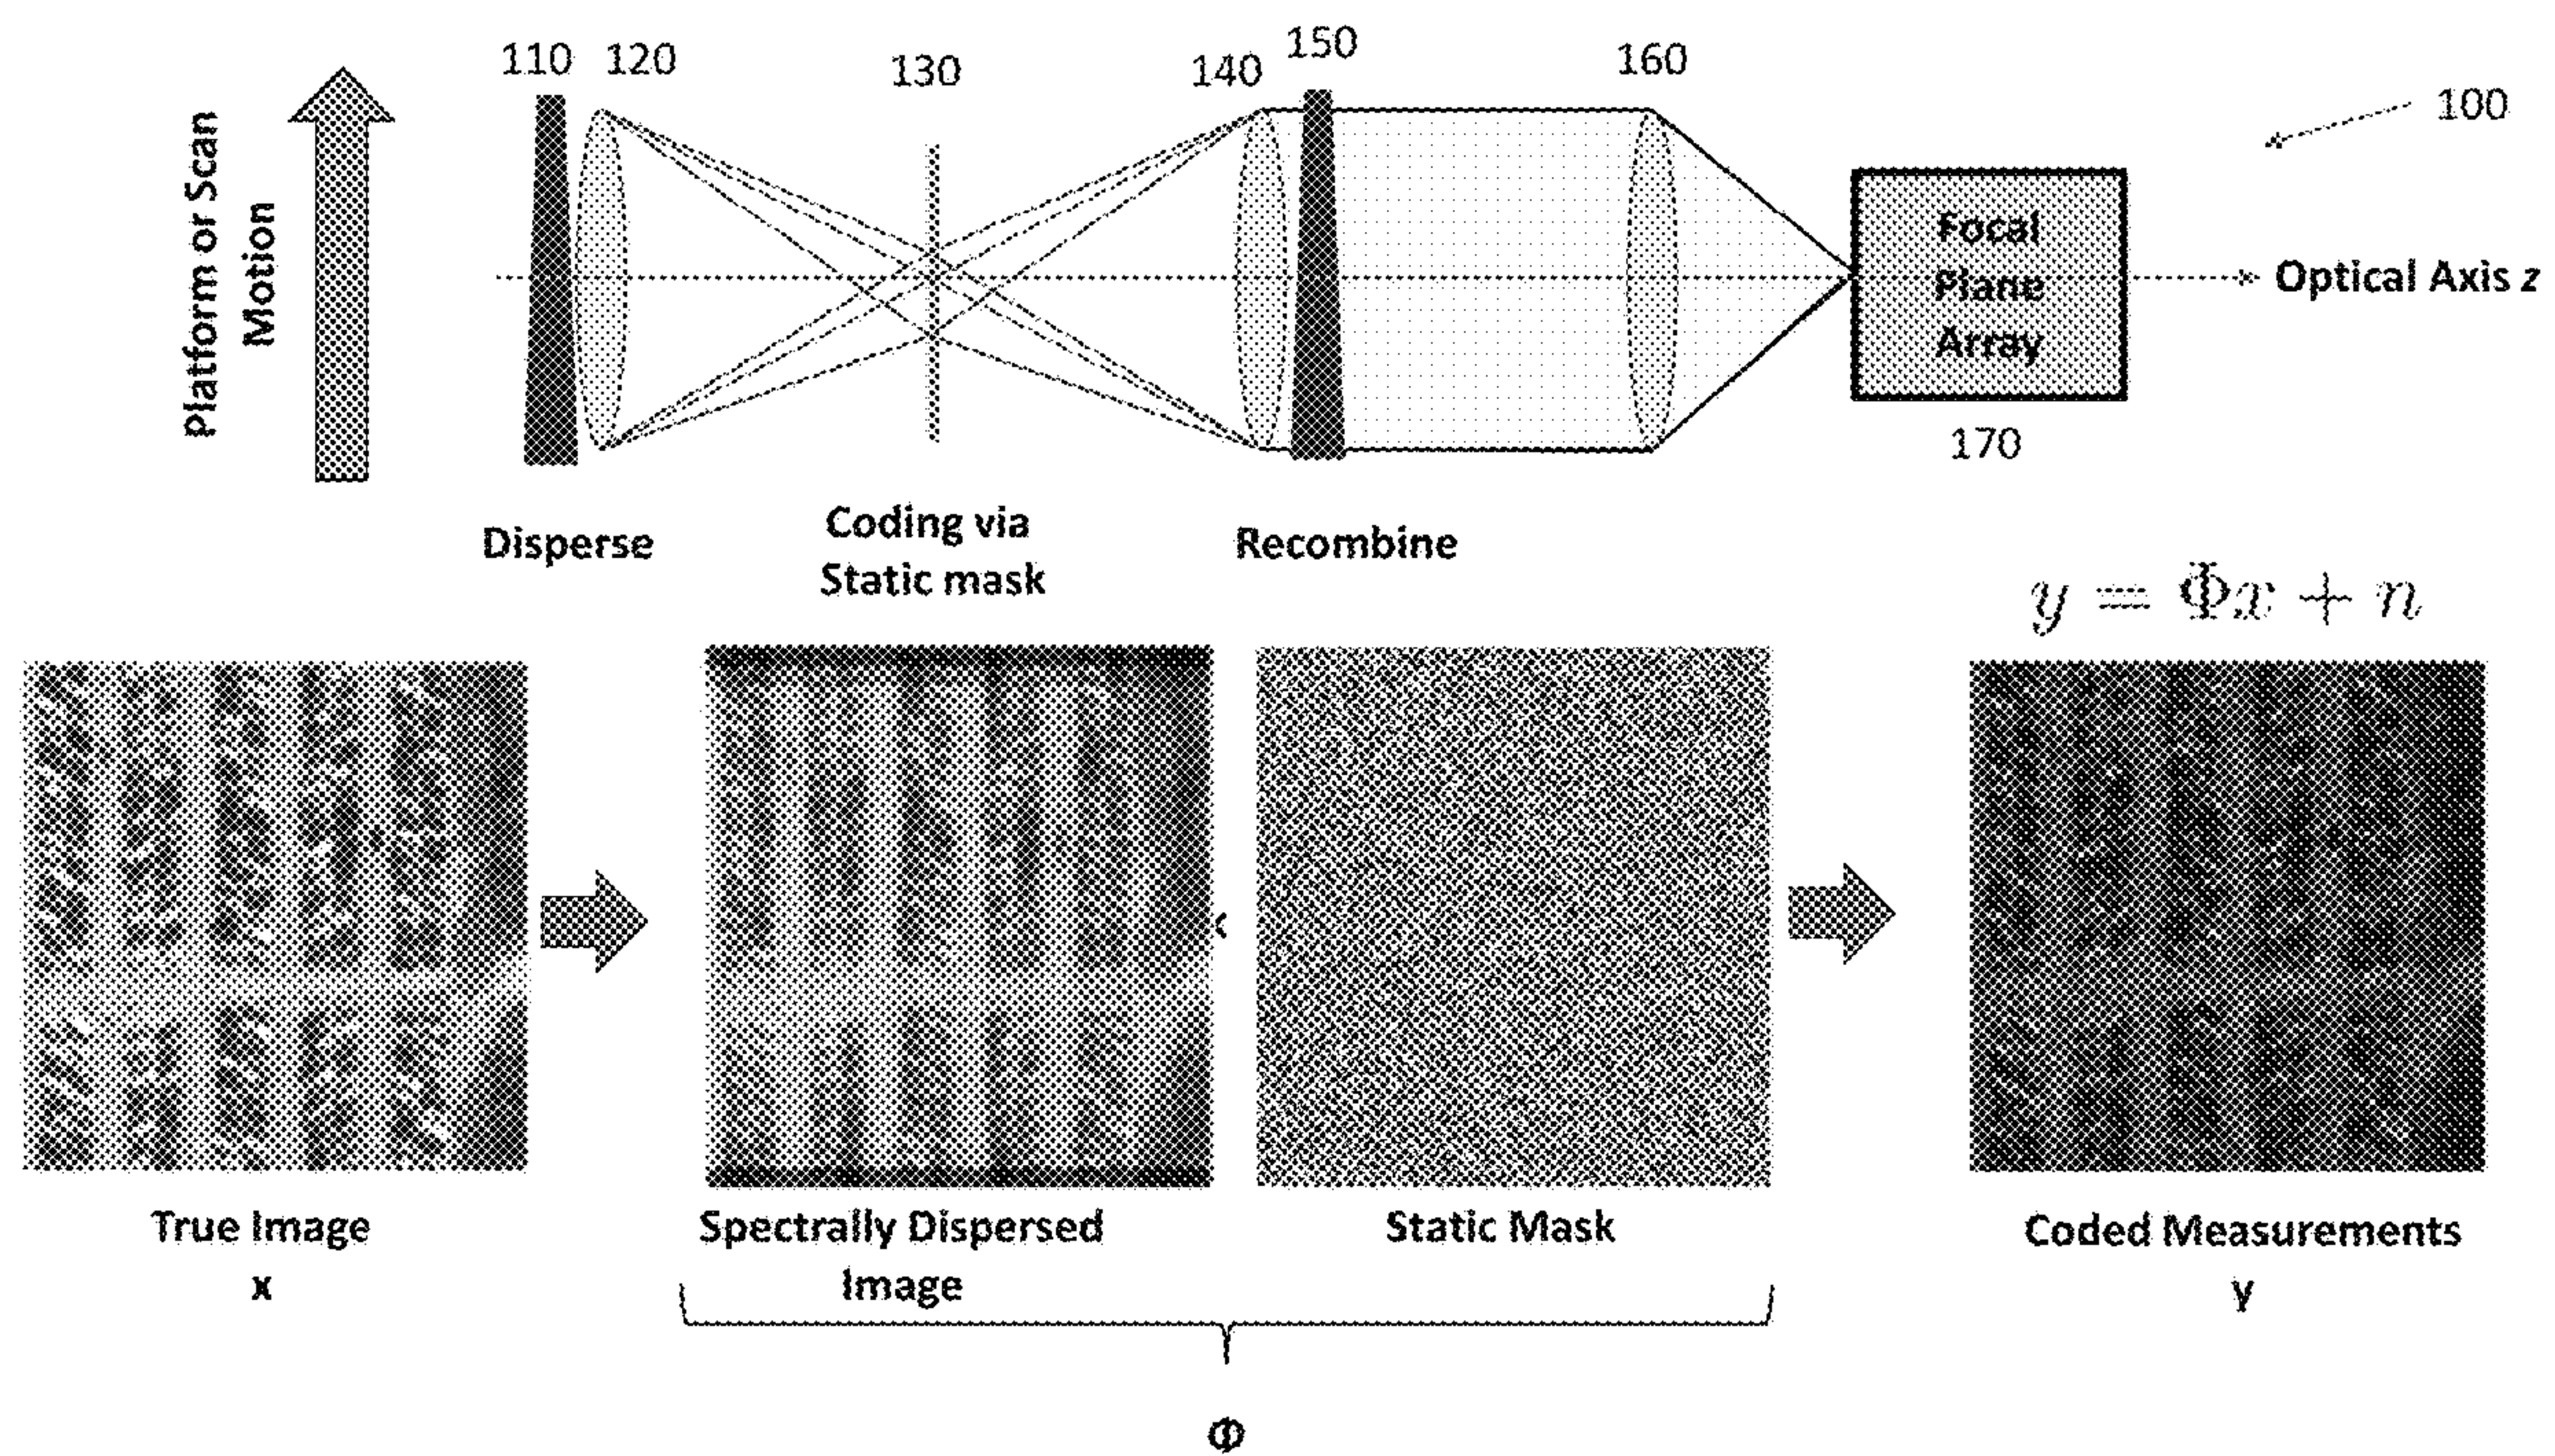 110 120 130 140 150 160
100
Platform or Scan
Motion
Focal
Plane
Array
Optical Axis z
170
Disperse
Coding via
Static mask
Recombine
y = Φx + n
True Image
x
Spectrally Dispersed
Image
Static Mask
Coded Measurements
y
Φ